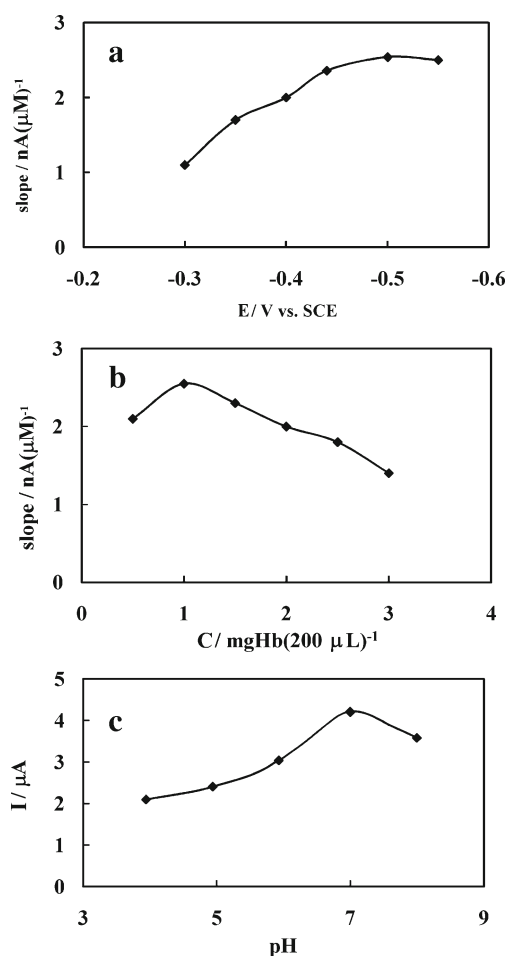 a
3
2
1
0
slope / nA(μM)-1
-0.2 -0.3 -0.4 -0.5 -0.6
E/ V vs. SCE
b
3
2
1
0
slope / nA(μM)-1
0 1 2 3 4
C/ mgHb(200 μL)-1
c
5
4
3
2
1
0
I / μA
3 5 7 9
pH